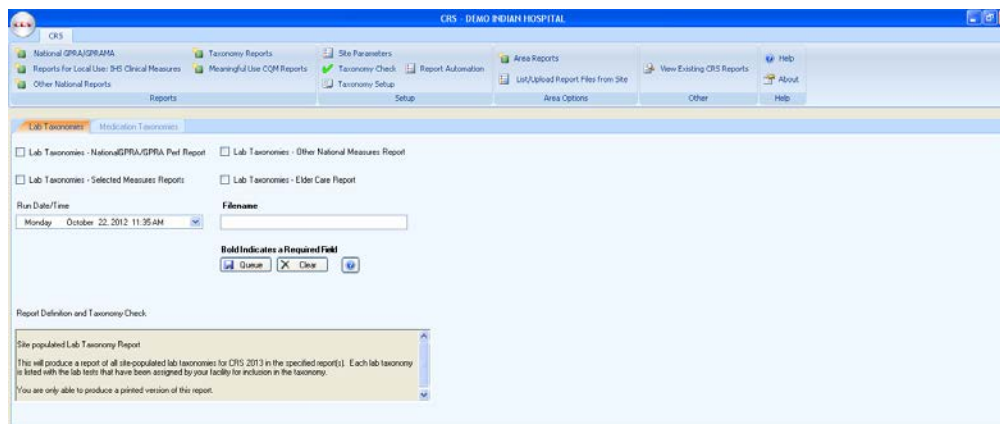 CRS - DEMO INDIAN HOSPITAL
CRS
National GPRA/GPRAMA
Reports for Local Use: IHS Clinical Measures
Other National Reports
Taxonomy Reports
Meaningful Use CQM Reports
Reports
Site Parameters
Taxonomy Check
Report Automation
Taxonomy Setup
Setup
Area Reports
List/Upload Report Files from Site
Area Options
View Existing CRS Reports
Other
Help
About
Help
Lab Taxonomies
Medication Taxonomies
Lab Taxonomies - NationalGPRA/GPRA Perf Report
Lab Taxonomies - Other National Measures Report
Lab Taxonomies - Selected Measures Reports
Lab Taxonomies - Elder Care Report
Run Date/Time
Filename
Monday October 22, 2012 11:35 AM
Bold Indicates a Required Field
Queue
Clear
Report Definition and Taxonomy Check
Site populated Lab Taxonomy Report
This will produce a report of all site-populated lab taxonomies for CRS 2013 in the specified report(s). Each lab taxonomy
is listed with the lab tests that have been assigned by your facility for inclusion in the taxonomy.
You are only able to produce a printed version of this report.